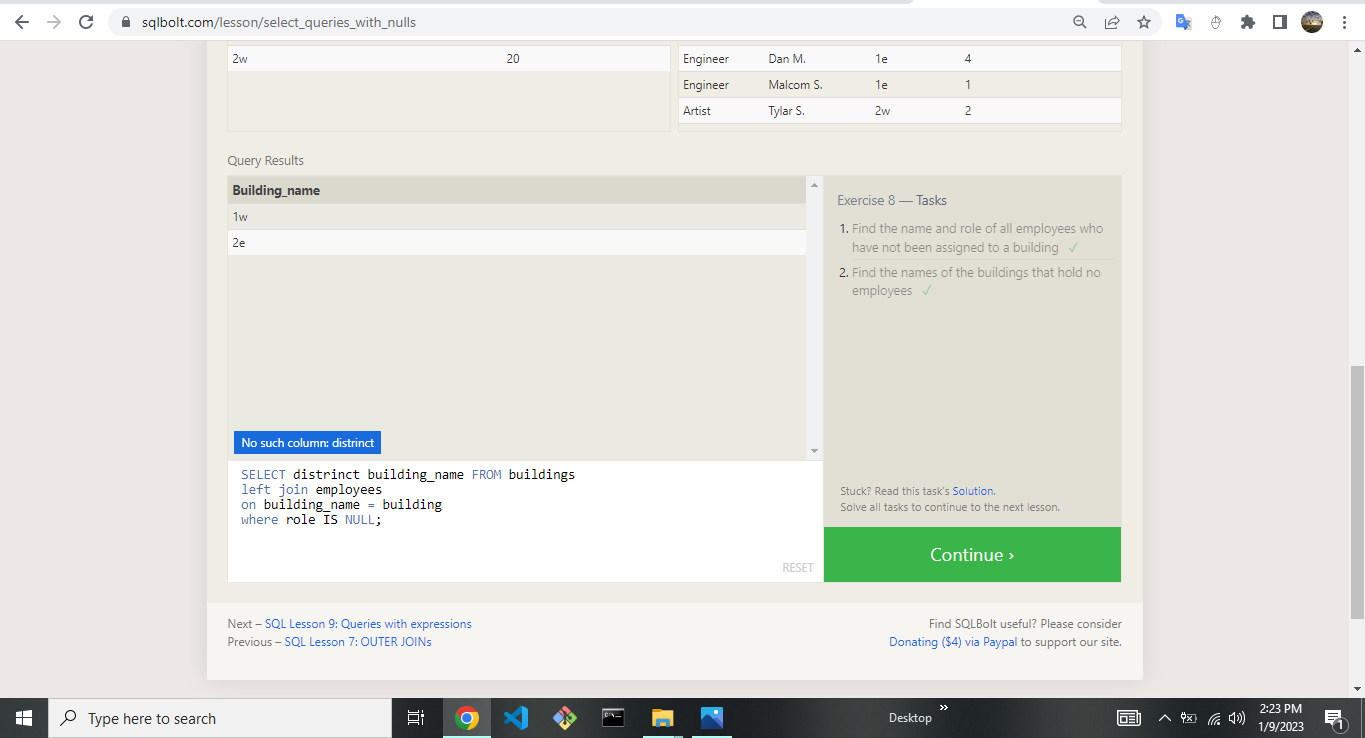 sqlbolt.com/lesson/select_queries_with_nulls
2w 20
Engineer Dan M. 1e 4
Engineer Malcom S. 1e 1
Artist Tylar S. 2w 2
Query Results
Building_name
1w
2e
No such column: distrinct
SELECT distrinct building_name FROM buildings
left join employees
on building_name = building
where role IS NULL;
RESET
Exercise 8 — Tasks
1. Find the name and role of all employees who
have not been assigned to a building ✓
2. Find the names of the buildings that hold no
employees ✓
Stuck? Read this task's Solution.
Solve all tasks to continue to the next lesson.
Continue ›
Next – SQL Lesson 9: Queries with expressions
Previous – SQL Lesson 7: OUTER JOINs
Find SQLBolt useful? Please consider
Donating ($4) via Paypal to support our site.
Type here to search
Desktop »
2:23 PM
1/9/2023
1